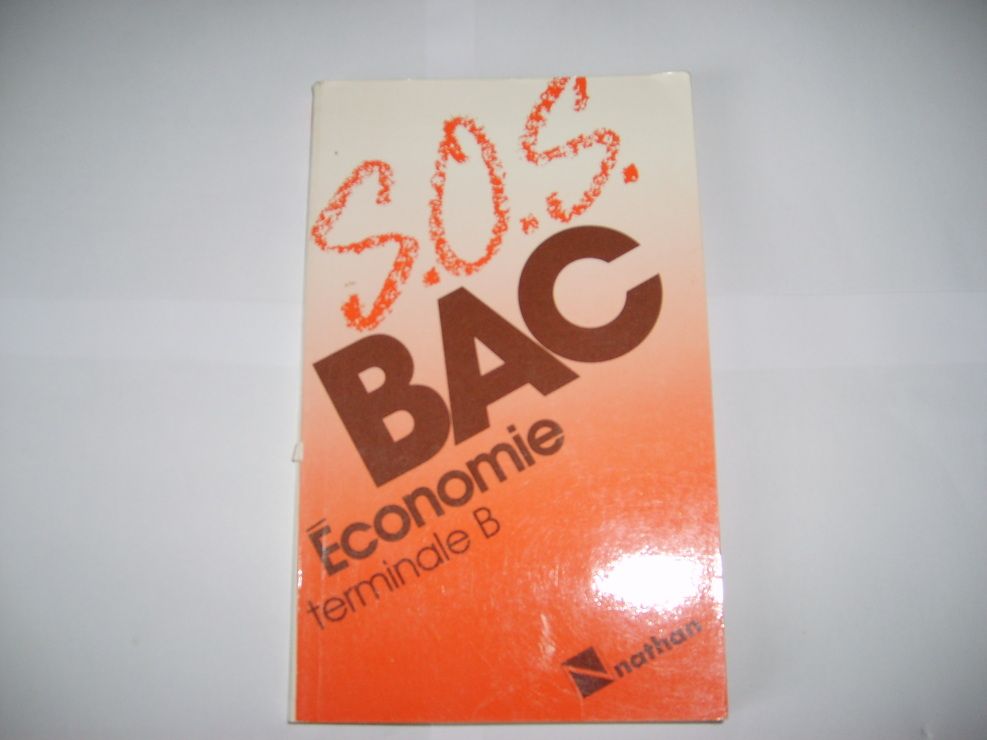 S.O.S.
BAC
Économie
terminale B
nathan